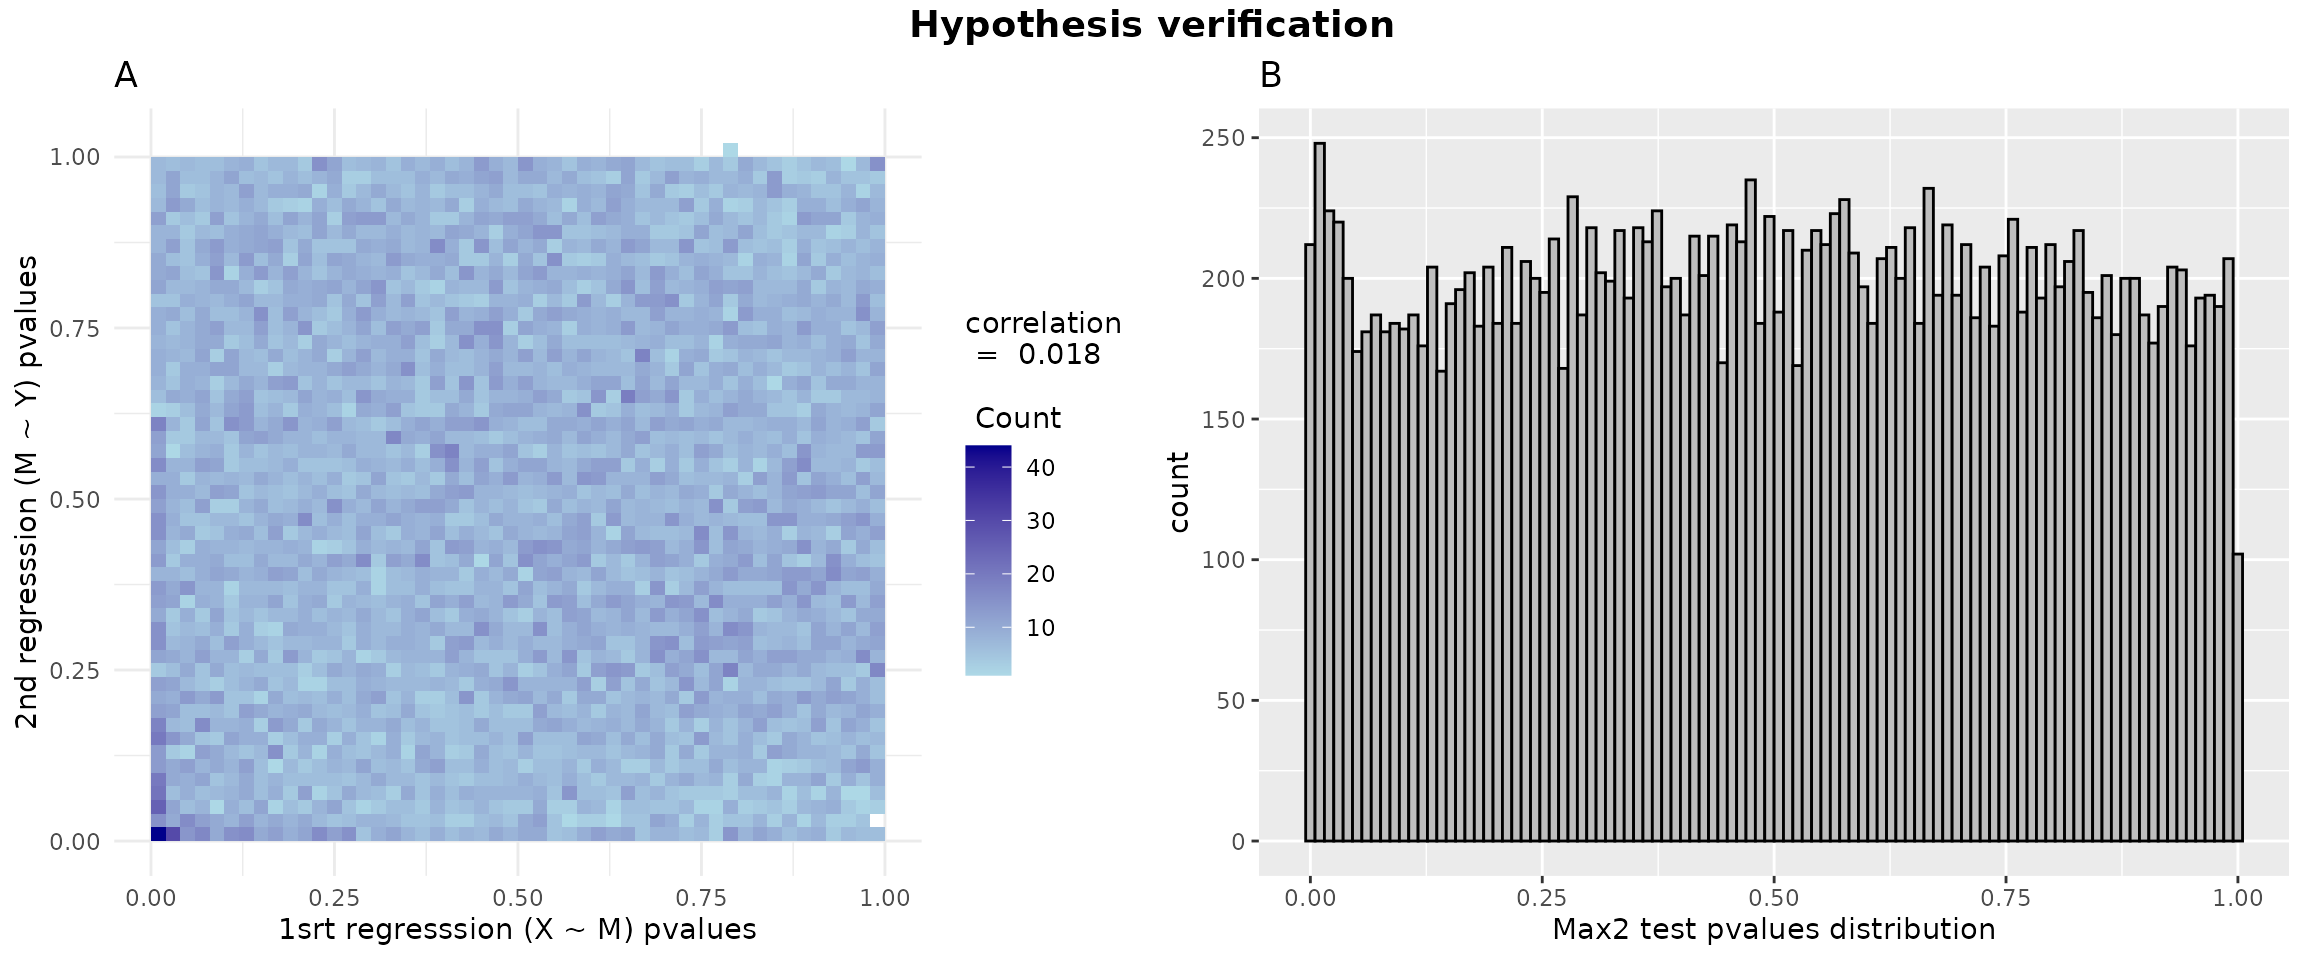 Hypothesis verification
A
1.00
0.75
0.50
0.25
0.00
2nd regresssion (M ~ Y) pvalues
0.00 0.25 0.50 0.75 1.00
1srt regresssion (X ~ M) pvalues
correlation
= 0.018
Count
40
30
20
10
B
250
200
150
100
50
0
count
0.00 0.25 0.50 0.75 1.00
Max2 test pvalues distribution